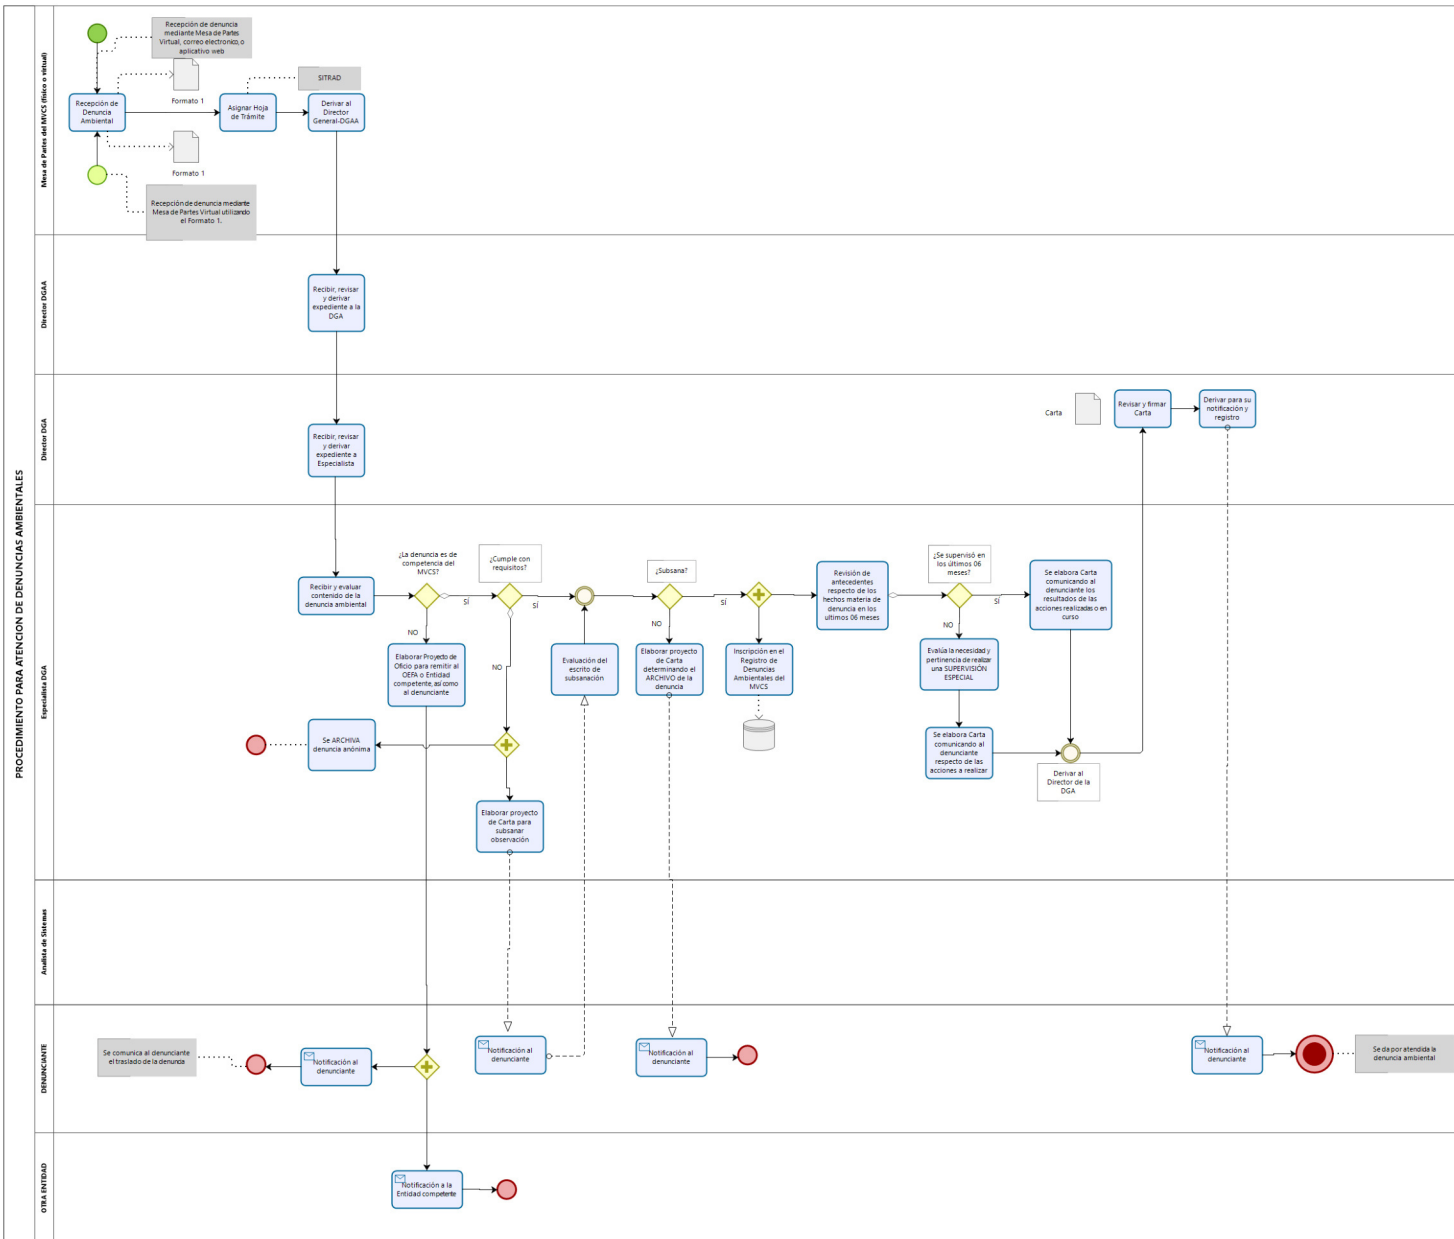 PROCEDIMIENTO PARA ATENCION DE DENUNCIAS AMBIENTALES
Mesa de Partes del MVCS (físico o virtual)
Recepción de denuncia
mediante Mesa de Partes
Virtual, correo electronico, o
aplicativo web
Formato 1
SITRAD
Recepción de
Denuncia
Ambiental
Asignar Hoja
de Trámite
Derivar al
Director
General-DGAA
Formato 1
Recepción de denuncia mediante
Mesa de Partes Virtual utilizando
el Formato 1.
Director DGAA
Recibir, revisar
y derivar
expediente a la
DGA
Director DGA
Recibir, revisar
y derivar
expediente a
Especialista
Carta
Revisar y firmar
Carta
Derivar para su
notificación y
registro
Especialista DGA
Recibir y evaluar
contenido de la
denuncia ambiental
¿La denuncia es de
competencia del
MVCS?
SÍ
NO
¿Cumple con
requisitos?
SÍ
NO
Elaborar Proyecto de
Oficio para remitir al
OEFA o Entidad
competente, así como
al denunciante
Se ARCHIVA
denuncia anónima
Elaborar proyecto
de Carta para
subsanar
observación
Evaluación del
escrito de
subsanación
¿Subsana?
SÍ
NO
Elaborar proyecto
de Carta
determinando el
ARCHIVO de la
denuncia
Inscripción en el
Registro de
Denuncias
Ambientales del
MVCS
Revisión de
antecedentes
respecto de los
hechos materia de
denuncia en los
ultimos 06 meses
¿Se supervisó en
los últimos 06
meses?
SÍ
NO
Se elabora Carta
comunicando al
denunciante los
resultados de las
acciones realizadas o en
curso
Evalúa la necesidad y
pertinencia de realizar
una SUPERVISIÓN
ESPECIAL
Se elabora Carta
comunicando al
denunciante
respecto de las
acciones a realizar
Derivar al
Director de la
DGA
Analista de Sistemas
DENUNCIANTE
Se comunica al denunciante
el traslado de la denuncia
Notificación al
denunciante
Notificación al
denunciante
Notificación al
denunciante
Notificación al
denunciante
Se da por atendida la
denuncia ambiental
OTRA ENTIDAD
Notificación a la
Entidad competente